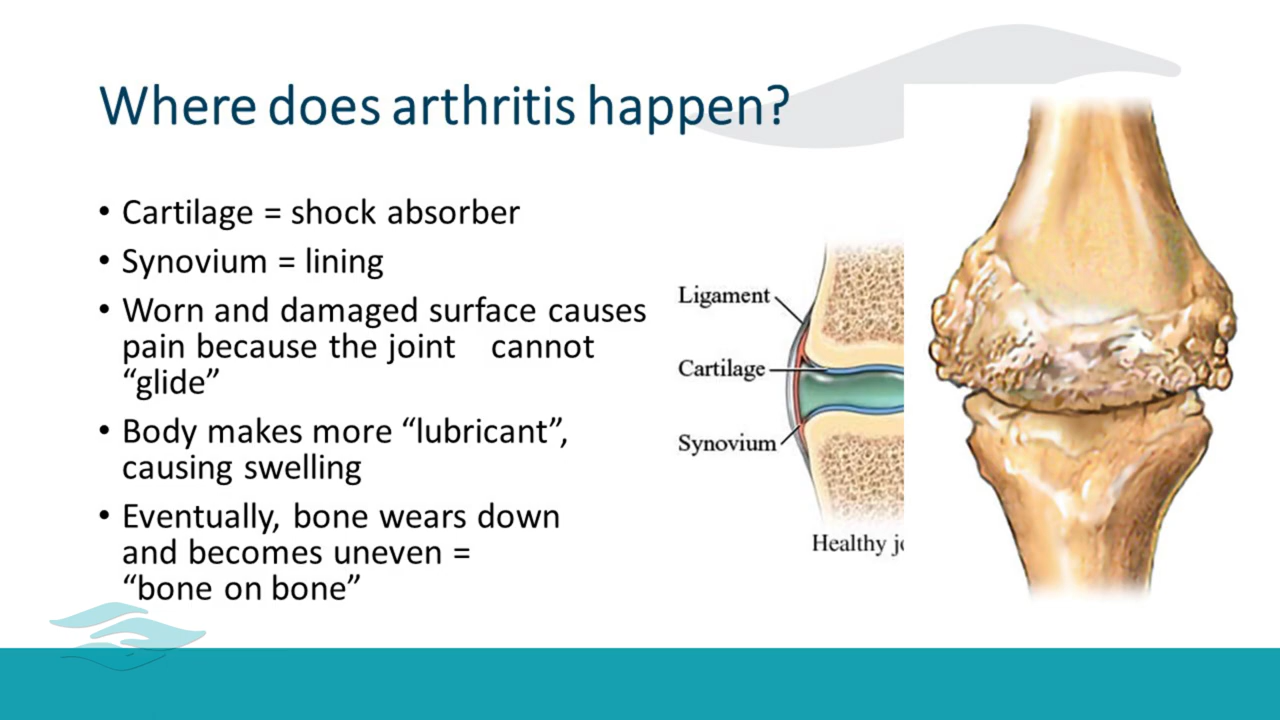 Where does arthritis happen?
• Cartilage = shock absorber
• Synovium = lining
• Worn and damaged surface causes
pain because the joint cannot
“glide”
• Body makes more “lubricant”,
causing swelling
• Eventually, bone wears down
and becomes uneven =
“bone on bone”
Ligament
Cartilage
Synovium
Healthy